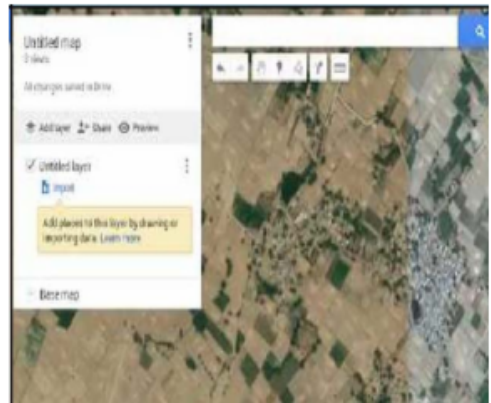 Untitled map
All changes saved in Drive
Add layer Share Preview
Untitled layer
Import
Add places to this layer by drawing or
importing data. Learn more
Base map